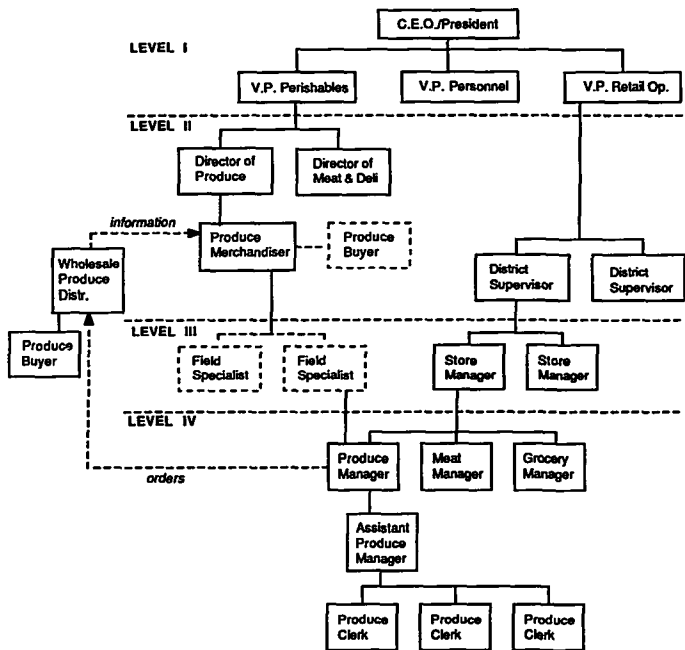 C.E.O./President
LEVEL I
V.P. Perishables
V.P. Personnel
V.P. Retail Op.
LEVEL II
Director of
Produce
Director of
Meat & Deli
information
Produce
Merchandiser
Produce
Buyer
Wholesale
Produce
Distr.
District
Supervisor
District
Supervisor
LEVEL III
Produce
Buyer
Field
Specialist
Field
Specialist
Store
Manager
Store
Manager
LEVEL IV
Produce
Manager
Meat
Manager
Grocery
Manager
orders
Assistant
Produce
Manager
Produce
Clerk
Produce
Clerk
Produce
Clerk